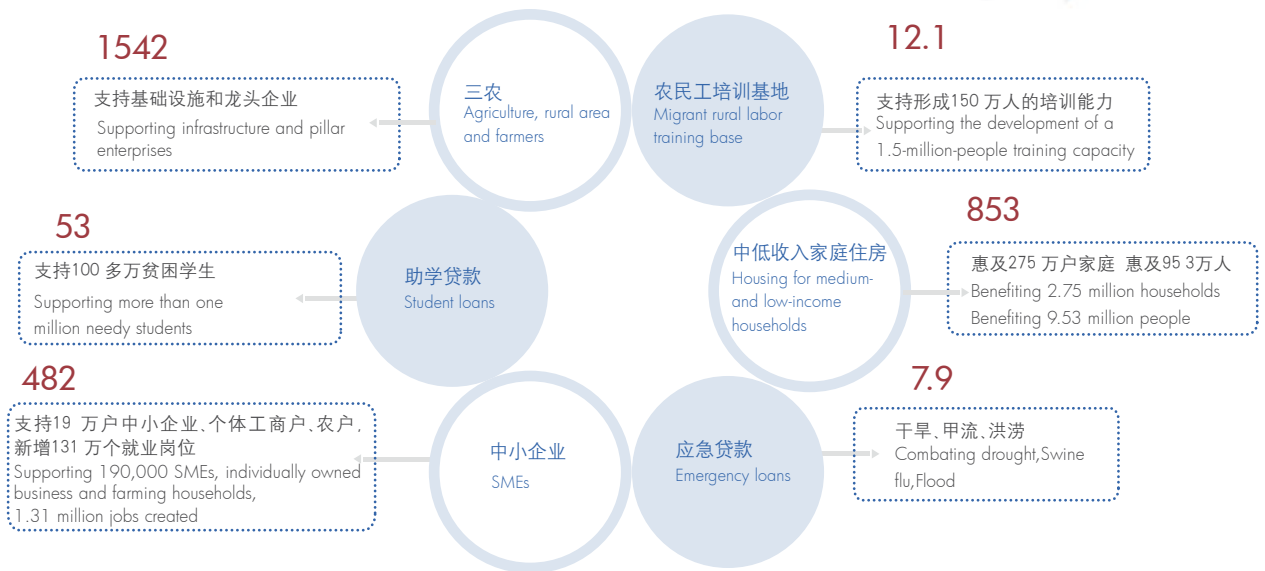 1542
支持基础设施和龙头企业
Supporting infrastructure and pillar
enterprises
三农
Agriculture, rural area
and farmers
农民工培训基地
Migrant rural labor
training base
12.1
支持形成150 万人的培训能力
Supporting the development of a
1.5-million-people training capacity
53
支持100 多万贫困学生
Supporting more than one
million needy students
助学贷款
Student loans
中低收入家庭住房
Housing for medium-
and low-income
households
853
惠及275 万户家庭 惠及95 3万人
Benefiting 2.75 million households
Benefiting 9.53 million people
482
支持19 万户中小企业、个体工商户、农户,
新增131 万个就业岗位
Supporting 190,000 SMEs, individually owned
business and farming households,
1.31 million jobs created
中小企业
SMEs
应急贷款
Emergency loans
7.9
干旱、甲流、洪涝
Combating drought,Swine
flu,Flood